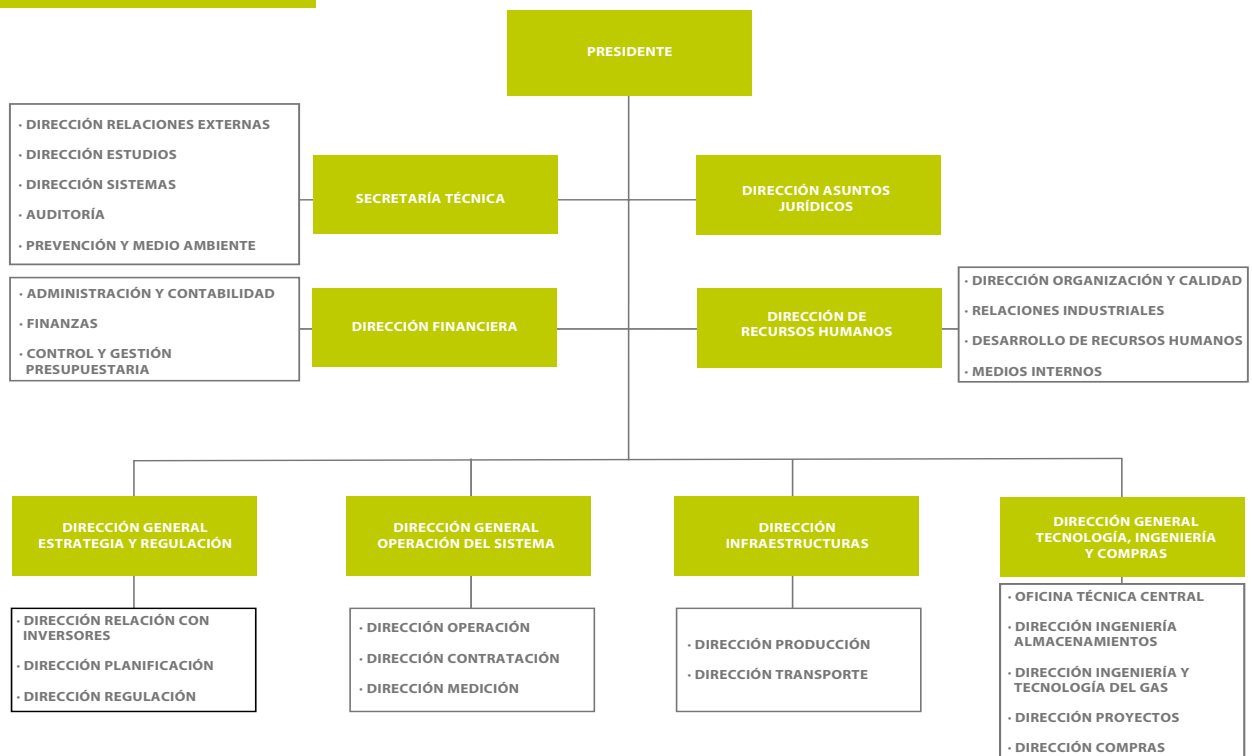 PRESIDENTE
· DIRECCIÓN RELACIONES EXTERNAS
· DIRECCIÓN ESTUDIOS
· DIRECCIÓN SISTEMAS
· AUDITORÍA
· PREVENCIÓN Y MEDIO AMBIENTE
SECRETARÍA TÉCNICA
DIRECCIÓN ASUNTOS
JURÍDICOS
· ADMINISTRACIÓN Y CONTABILIDAD
· FINANZAS
· CONTROL Y GESTIÓN
PRESUPUESTARIA
DIRECCIÓN FINANCIERA
DIRECCIÓN DE
RECURSOS HUMANOS
· DIRECCIÓN ORGANIZACIÓN Y CALIDAD
· RELACIONES INDUSTRIALES
· DESARROLLO DE RECURSOS HUMANOS
· MEDIOS INTERNOS
DIRECCIÓN GENERAL
ESTRATEGIA Y REGULACIÓN
DIRECCIÓN GENERAL
OPERACIÓN DEL SISTEMA
DIRECCIÓN
INFRAESTRUCTURAS
DIRECCIÓN GENERAL
TECNOLOGÍA, INGENIERÍA
Y COMPRAS
· DIRECCIÓN RELACIÓN CON
INVERSORES
· DIRECCIÓN PLANIFICACIÓN
· DIRECCIÓN REGULACIÓN
· DIRECCIÓN OPERACIÓN
· DIRECCIÓN CONTRATACIÓN
· DIRECCIÓN MEDICIÓN
· DIRECCIÓN PRODUCCIÓN
· DIRECCIÓN TRANSPORTE
· OFICINA TÉCNICA CENTRAL
· DIRECCIÓN INGENIERÍA
ALMACENAMIENTOS
· DIRECCIÓN INGENIERÍA Y
TECNOLOGÍA DEL GAS
· DIRECCIÓN PROYECTOS
· DIRECCIÓN COMPRAS